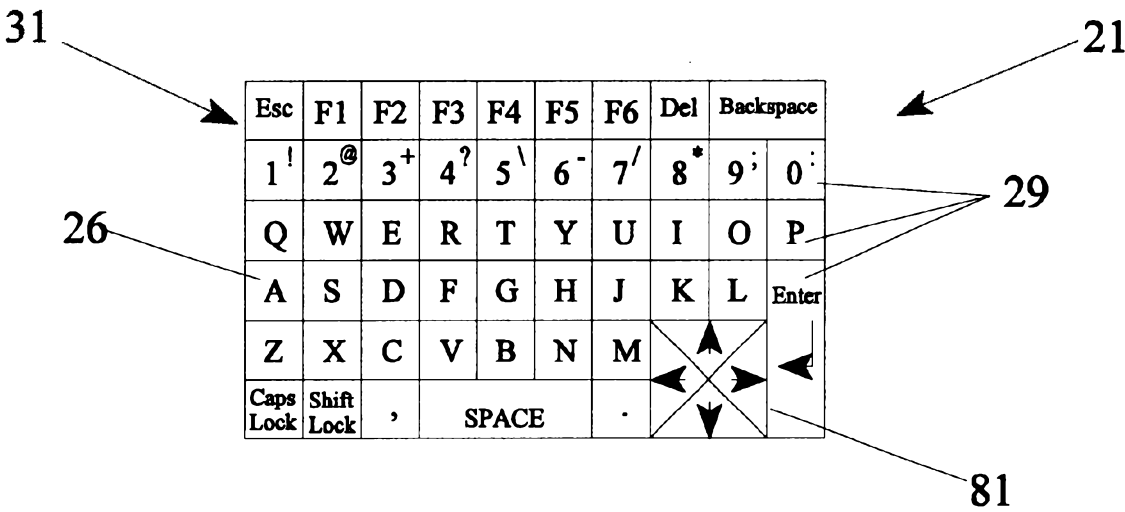 31
21
Esc F1 F2 F3 F4 F5 F6 Del Backspace
1 ! 2 @ 3 + 4 ? 5 \ 6 - 7 / 8 * 9 ; 0 :
29
26
Q W E R T Y U I O P
A S D F G H J K L Enter
Z X C V B N M
Caps Lock Shift Lock , SPACE .
81